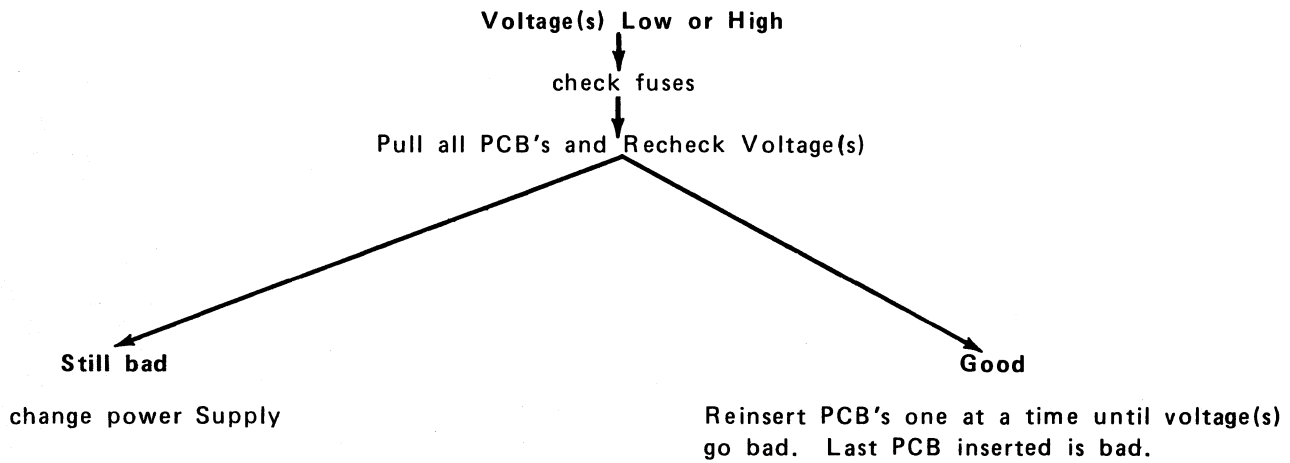 Voltage(s) Low or High
check fuses
Pull all PCB's and Recheck Voltage(s)
Still bad
Good
change power Supply
Reinsert PCB's one at a time until voltage(s)
go bad. Last PCB inserted is bad.